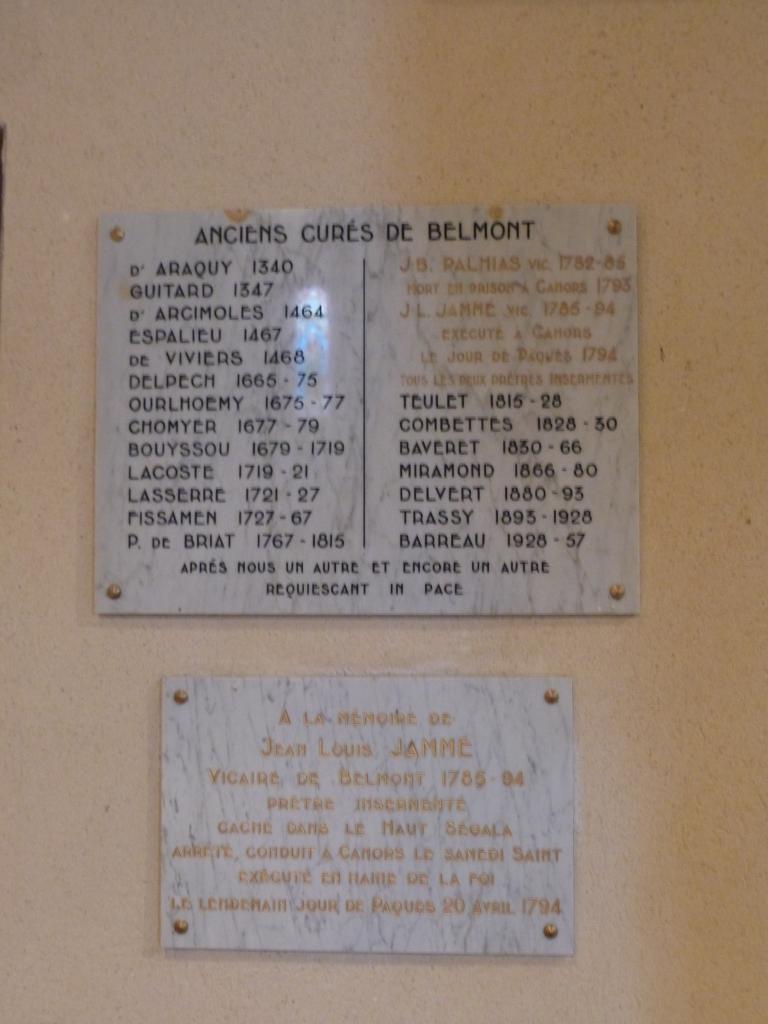 ANCIENS CURÉS DE BELMONT
D' ARAQUY 1340
GUITARD 1347
D' ARCIMOLES 1464
ESPALIEU 1467
DE VIVIERS 1468
DELPECH 1665 - 75
OURLHOEMY 1675 - 77
CHOMYER 1677 - 79
BOUYSSOU 1679 - 1719
LACOSTE 1719 - 21
LASSERRE 1721 - 27
FISSAMEN 1727 - 67
P. DE BRIAT 1767 - 1815
J.B. PALMIAS VIC. 1782-85
MORT EN PRISON À CAHORS 1793
J.L. JAMMÉ VIC. 1785 - 94
EXÉCUTÉ À CAHORS
LE JOUR DE PAQUES 1794
TOUS LES DEUX PRÊTRES INSERMENTÉS
TEULET 1815 - 28
COMBETTES 1828 - 30
BAVERET 1830 - 66
MIRAMOND 1866 - 80
DELVERT 1880 - 93
TRASSY 1893 - 1928
BARREAU 1928 - 57
APRÉS NOUS UN AUTRE ET ENCORE UN AUTRE
REQUIESCANT IN PACE
A LA MÉMOIRE DE
JEAN LOUIS JAMMÉ
VICAIRE DE BELMONT 1785 - 94
PRÊTRE INSERMENTÉ
CACHÉ DANS LE HAUT SÉGALA
ARRÊTÉ, CONDUIT À CAHORS LE SAMEDI SAINT
EXÉCUTÉ EN HAINE DE LA FOI
LE LENDEMAIN JOUR DE PAQUES 20 AVRIL 1794